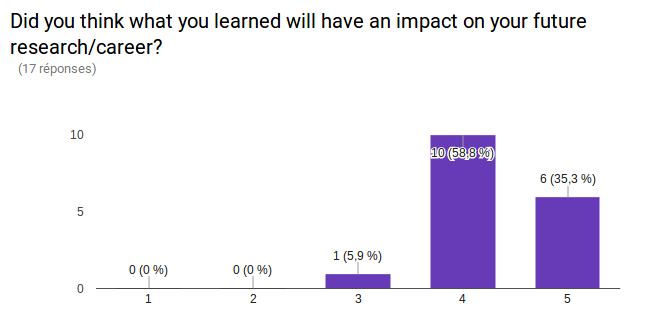 Did you think what you learned will have an impact on your future
research/career?
(17 réponses)
10
10 (58,8 %)
6 (35,3 %)
5
1 (5,9 %)
0 (0 %)
0 (0 %)
0
1
2
3
4
5